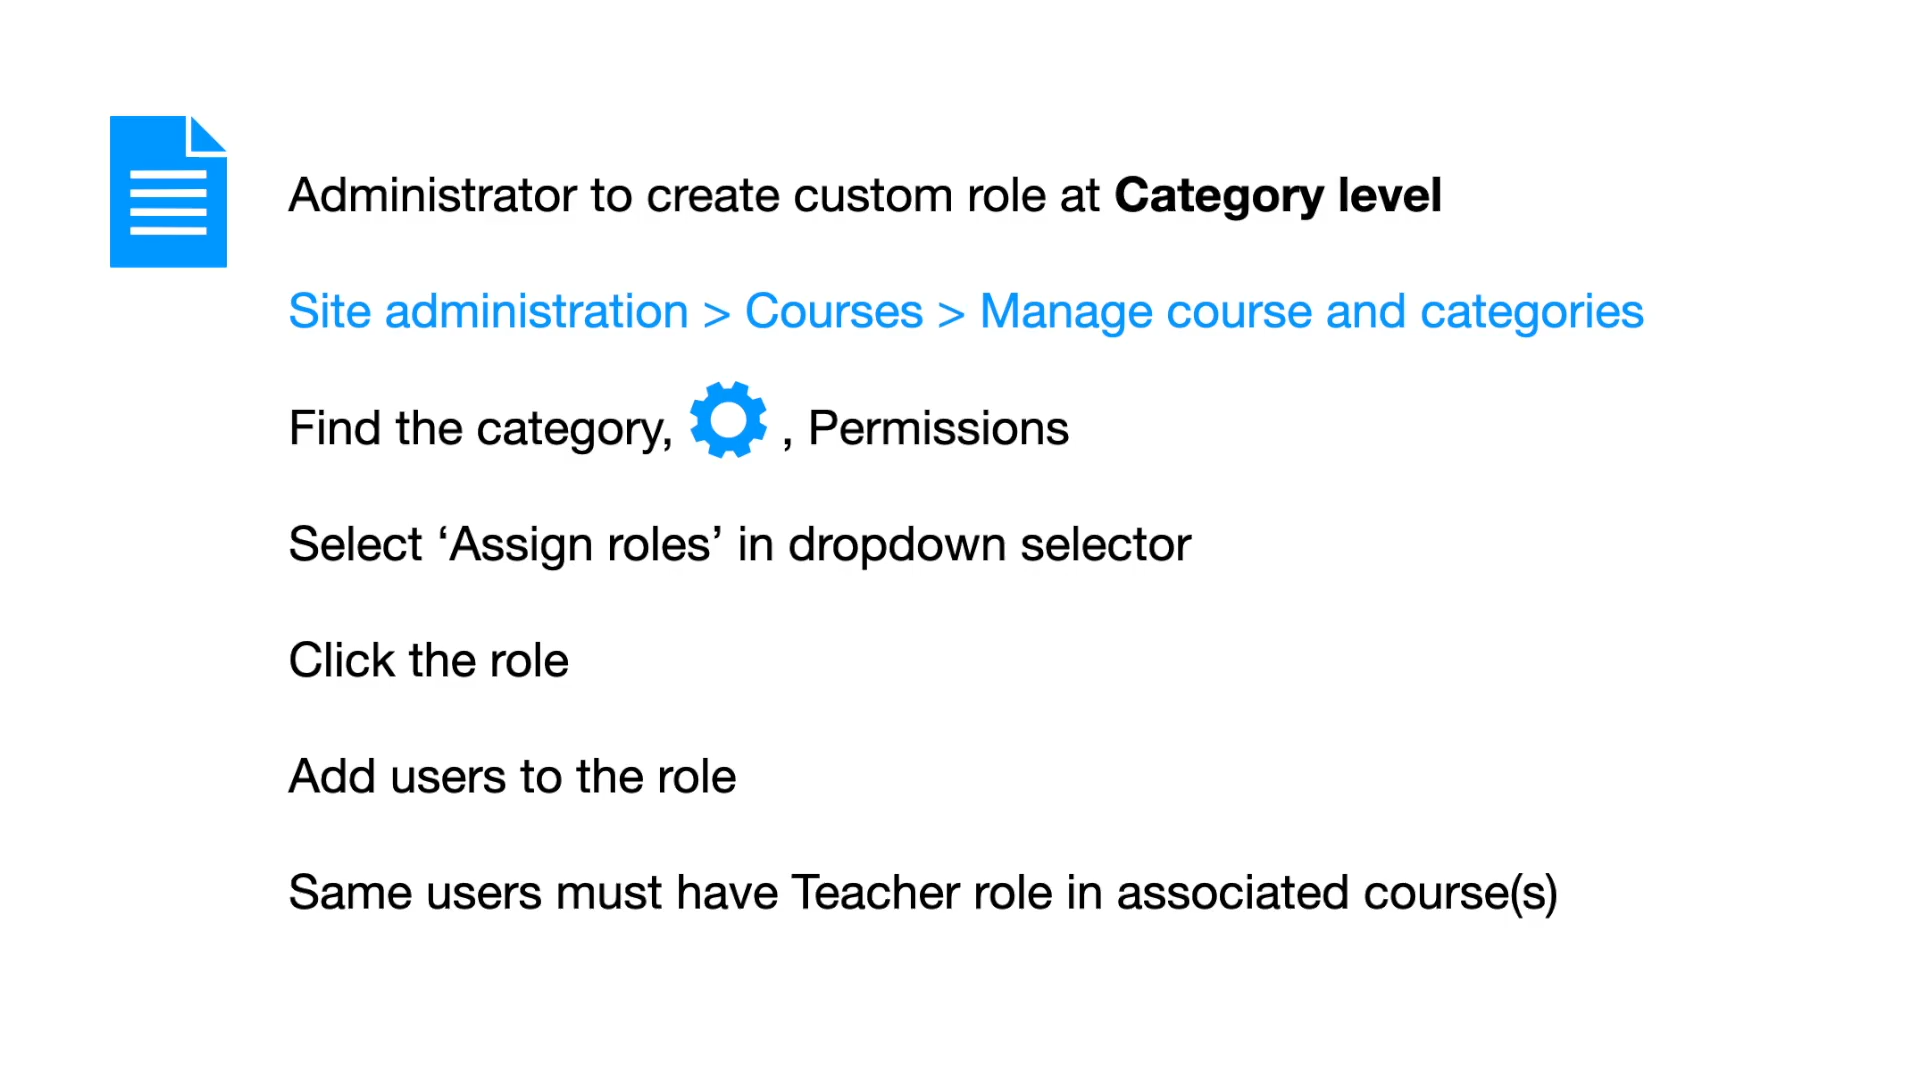 Administrator to create custom role at Category level
Site administration > Courses > Manage course and categories
Find the category, , Permissions
Select ‘Assign roles’ in dropdown selector
Click the role
Add users to the role
Same users must have Teacher role in associated course(s)